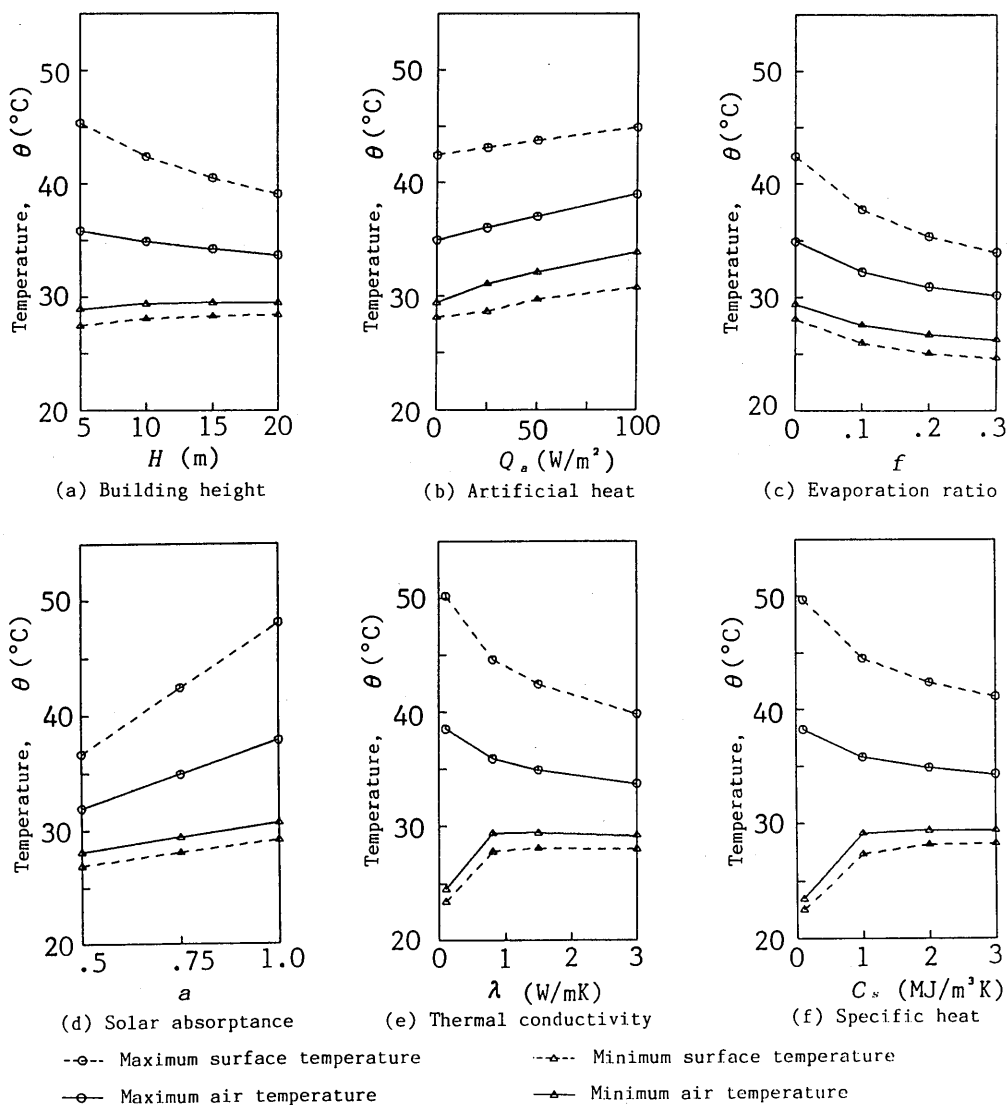 50
40
30
20
Temperature, θ (°C)
5 10 15 20
H (m)
(a) Building height
50
40
30
20
Temperature, θ (°C)
0 50 100
Qₐ (W/m²)
(b) Artificial heat
50
40
30
20
Temperature, θ (°C)
0 .1 .2 .3
f
(c) Evaporation ratio
50
40
30
20
Temperature, θ (°C)
.5 .75 1.0
a
(d) Solar absorptance
50
40
30
20
Temperature, θ (°C)
0 1 2 3
λ (W/mK)
(e) Thermal conductivity
50
40
30
20
Temperature, θ (°C)
0 1 2 3
Cₛ (MJ/m³K)
(f) Specific heat
Maximum surface temperature
Minimum surface temperature
Maximum air temperature
Minimum air temperature